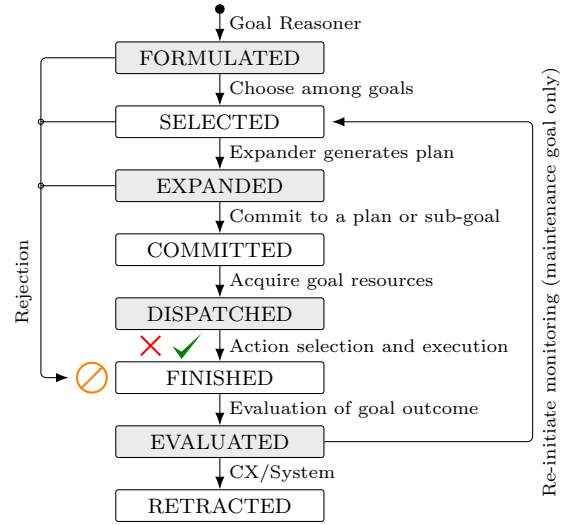 Goal Reasoner
FORMULATED
Choose among goals
SELECTED
Expander generates plan
EXPANDED
Commit to a plan or sub-goal
COMMITTED
Acquire goal resources
DISPATCHED
Action selection and execution
FINISHED
Evaluation of goal outcome
EVALUATED
CX/System
RETRACTED
Rejection
Re-initiate monitoring (maintenance goal only)